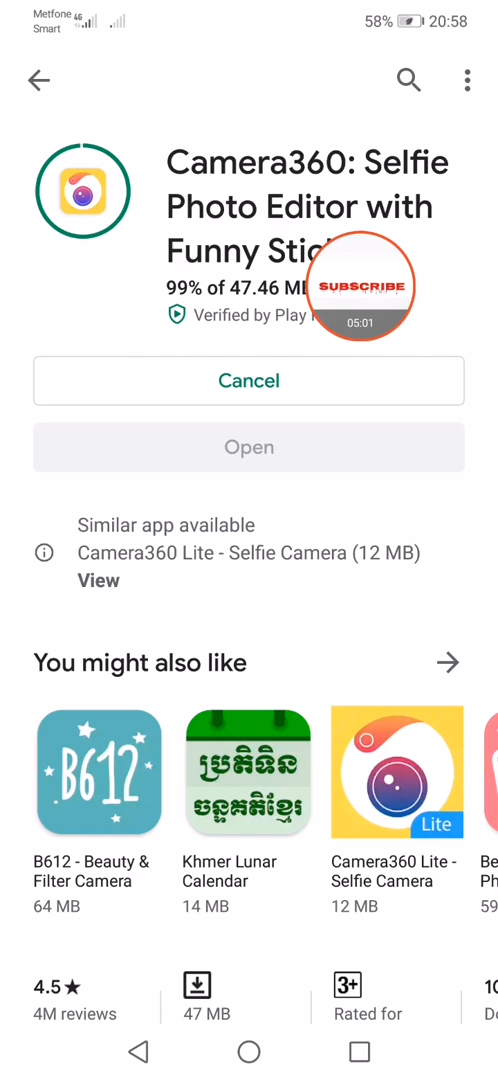 Metfone 4G
Smart
58% 20:58
Camera360: Selfie
Photo Editor with
Funny
99% of 47.46
SUBSCRIBE
Verified by Play
05:01
Cancel
Open
Similar app available
Camera360 Lite - Selfie Camera (12 MB)
View
You might also like
B612
ប្រតិទិន
ចន្ទគតិខ្មែរ
Lite
B612 - Beauty &
Filter Camera
64 MB
Khmer Lunar
Calendar
14 MB
Camera360 Lite -
Selfie Camera
12 MB
4.5★
4M reviews
47 MB
3+
Rated for